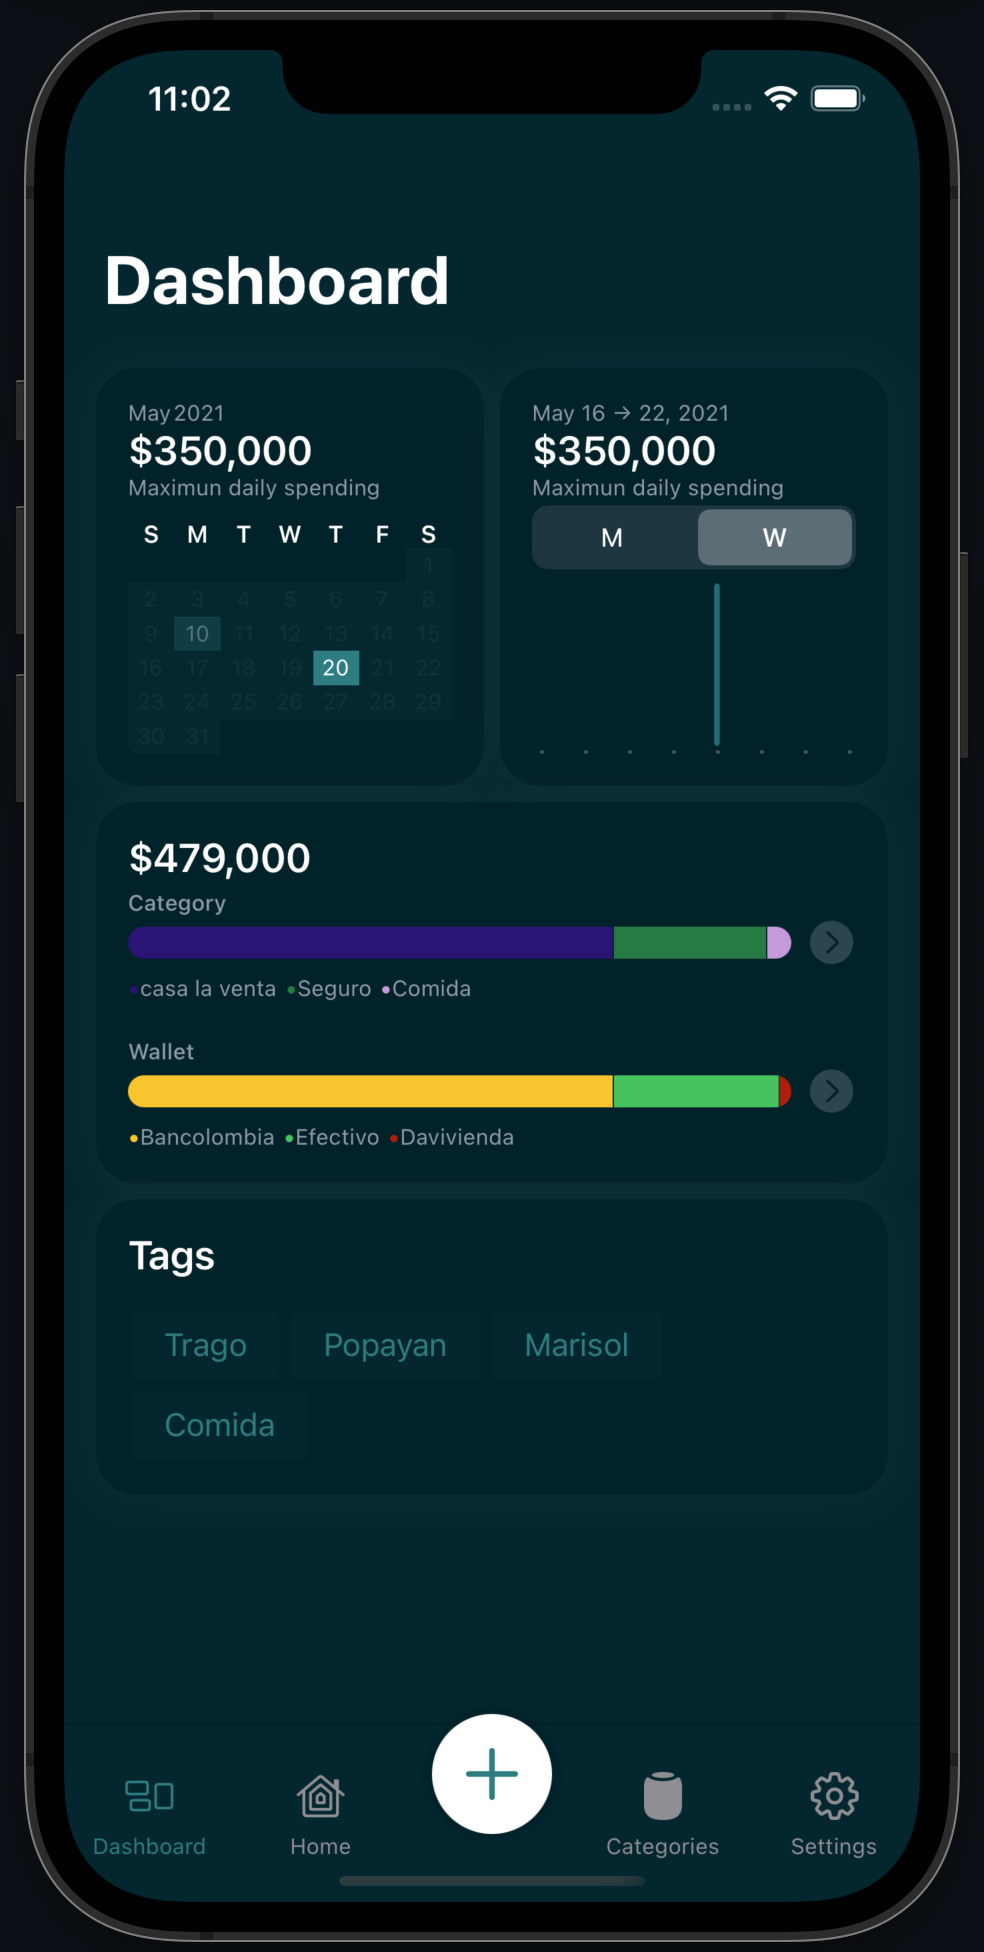 11:02
Dashboard
May 2021
$350,000
Maximun daily spending
S M T W T F S
1
2 3 4 5 6 7 8
9 10 11 12 13 14 15
16 17 18 19 20 21 22
23 24 25 26 27 28 29
30 31
May 16 → 22, 2021
$350,000
Maximun daily spending
M W
$479,000
Category
casa la venta Seguro Comida
Wallet
Bancolombia Efectivo Davivienda
Tags
Trago Popayan Marisol
Comida
Dashboard Home Categories Settings